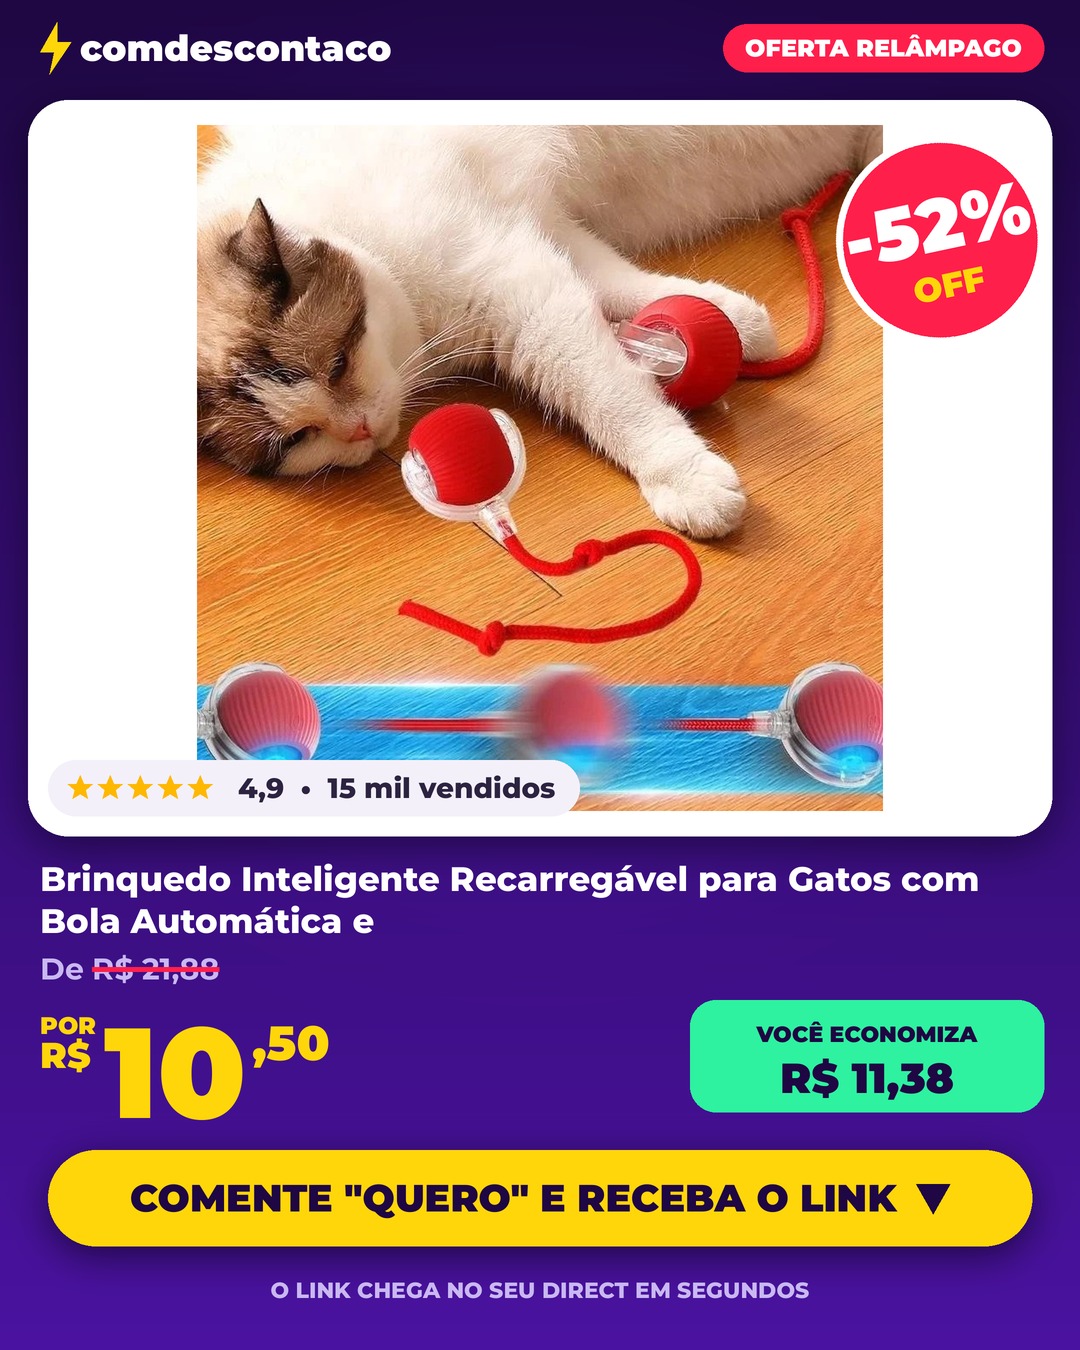 comdescontaco
OFERTA RELÂMPAGO
-52%
OFF
4,9 • 15 mil vendidos
Brinquedo Inteligente Recarregável para Gatos com
Bola Automática e
De R$ 21,88
POR
R$ 10,50
VOCÊ ECONOMIZA
R$ 11,38
COMENTE "QUERO" E RECEBA O LINK ▼
O LINK CHEGA NO SEU DIRECT EM SEGUNDOS